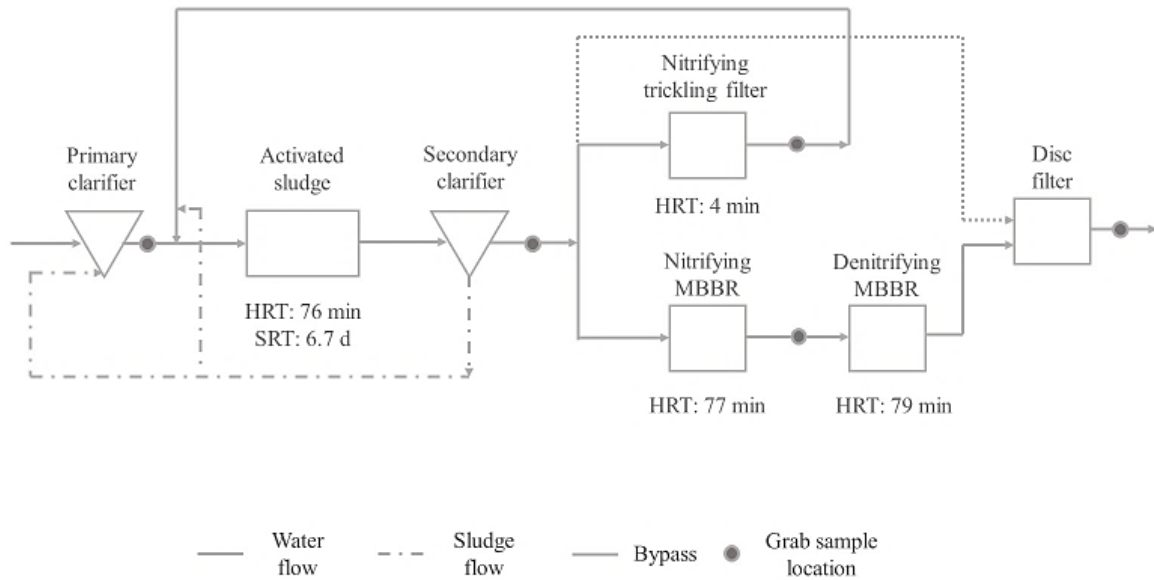 Nitrifying
trickling filter
Primary
clarifier
Activated
sludge
Secondary
clarifier
Disc
filter
HRT: 4 min
Nitrifying
MBBR
Denitrifying
MBBR
HRT: 76 min
SRT: 6.7 d
HRT: 77 min
HRT: 79 min
Water
flow
Sludge
flow
Bypass
Grab sample
location